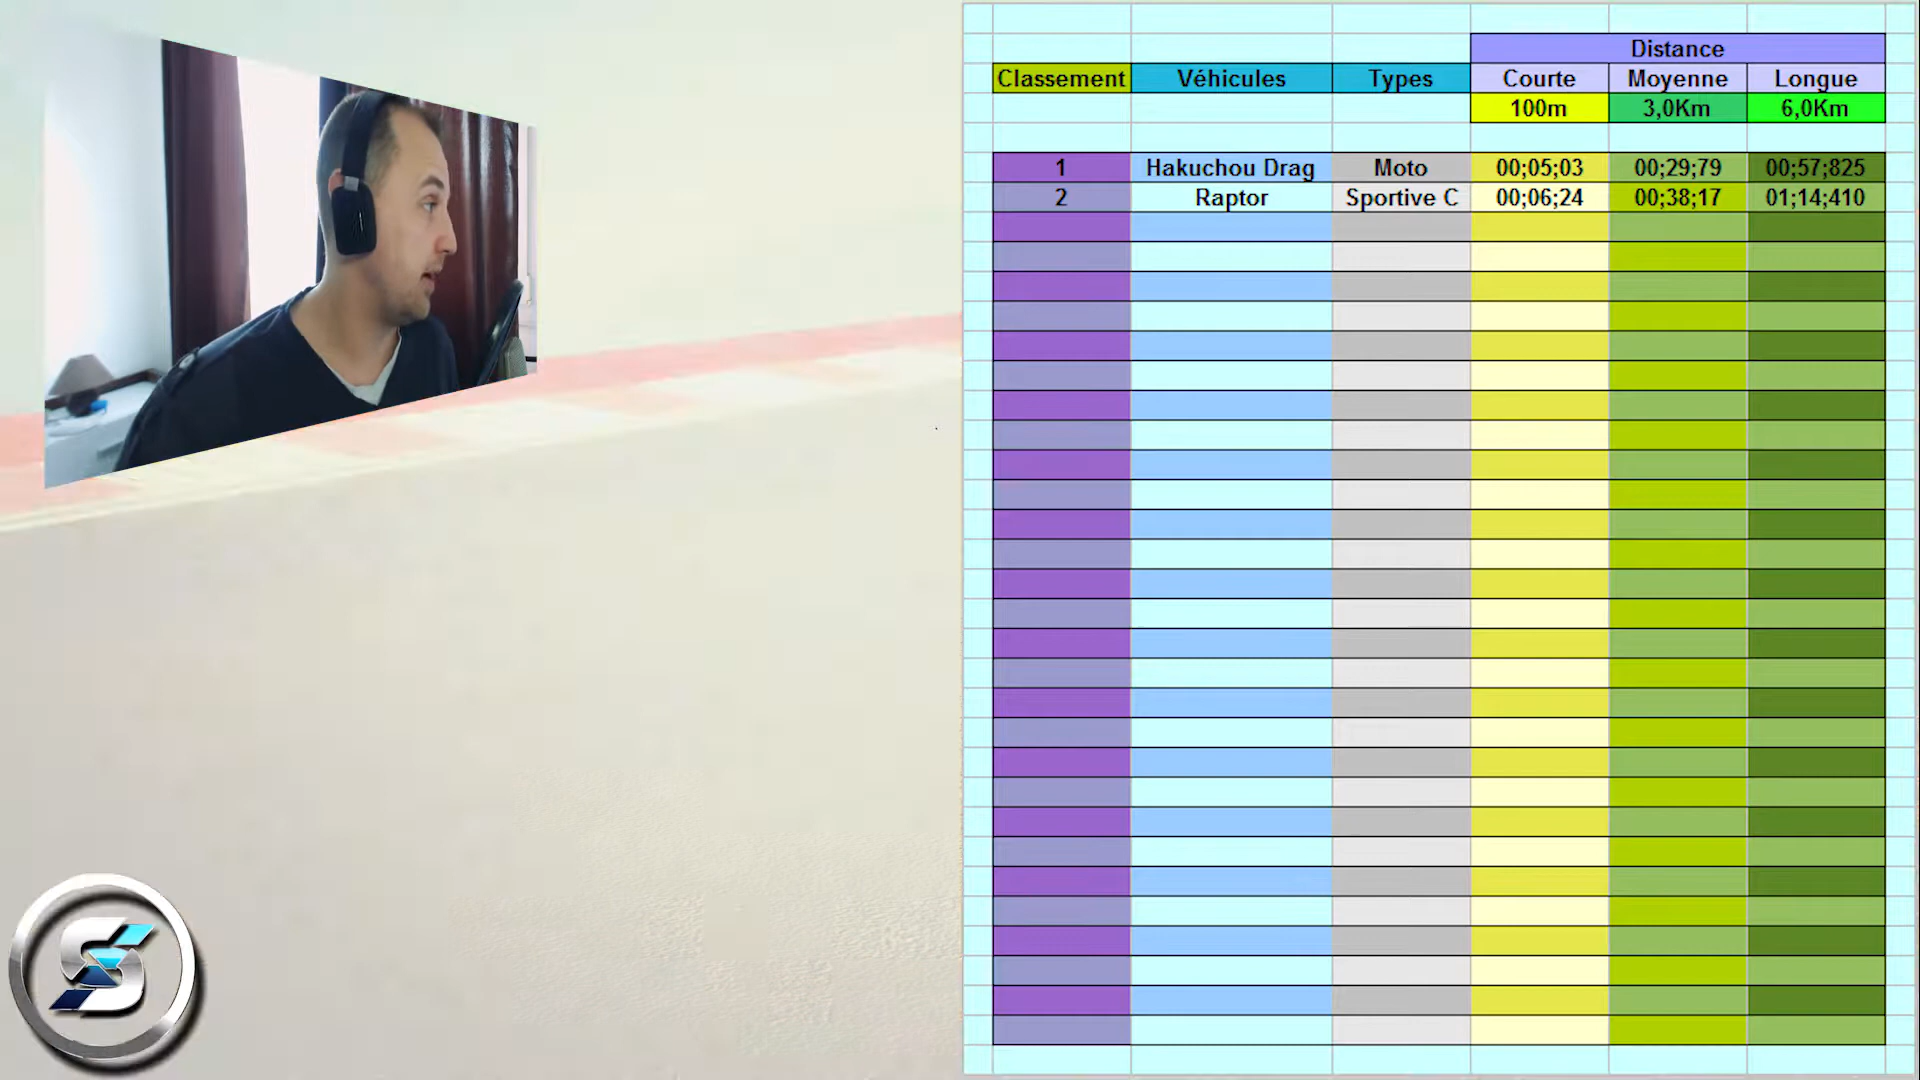 Distance
Classement Véhicules Types Courte Moyenne Longue
100m 3,0Km 6,0Km
1 Hakuchou Drag Moto 00;05;03 00;29;79 00;57;825
2 Raptor Sportive C 00;06;24 00;38;17 01;14;410